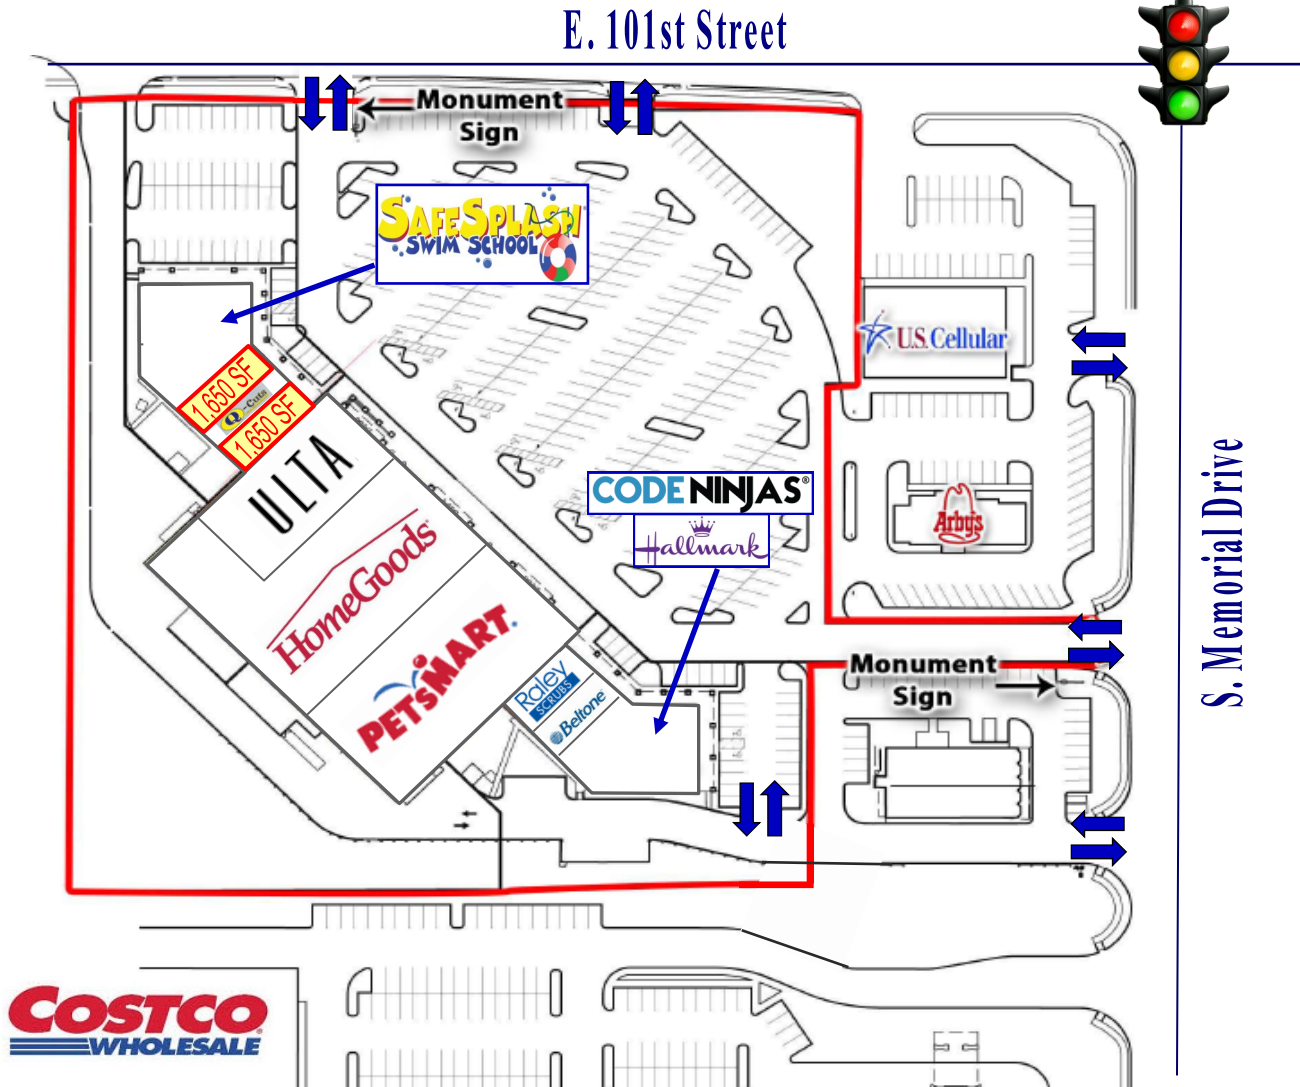 E. 101st Street
Monument
Sign
SAFESPLASH
SWIM SCHOOL
U.S. Cellular
1,650 SF
Q-Cuts
1,650 SF
ULTA
CODE NINJAS®
Hallmark
Arby's
HomeGoods
PETSMART
S. Memorial Drive
Monument
Sign
Raley
SCRUBS
Beltone
COSTCO
WHOLESALE